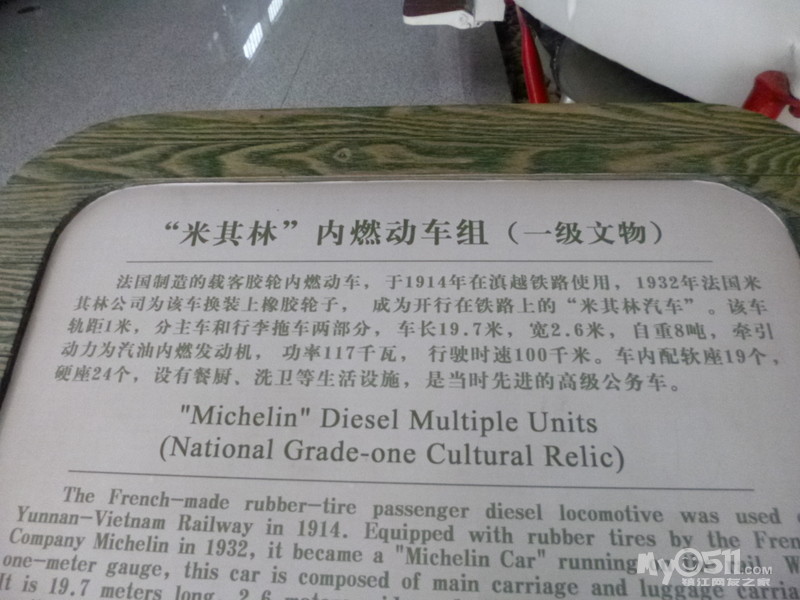 “米其林”内燃动车组（一级文物）
法国制造的载客胶轮内燃动车，于1914年在滇越铁路使用，1932年法国米
其林公司为该车换装上橡胶轮子， 成为开行在铁路上的“米其林汽车”。该车
轨距1米，分主车和行李拖车两部分，车长19.7米，宽2.6米，自重8吨，牵引
动力为汽油内燃发动机， 功率117千瓦， 行驶时速100千米。车内配软座19个，
硬座24个，设有餐厨、洗卫等生活设施，是当时先进的高级公务车。
"Michelin" Diesel Multiple Units
(National Grade-one Cultural Relic)
The French-made rubber-tire passenger diesel locomotive was used
Yunnan-Vietnam Railway in 1914. Equipped with rubber tires by the Fren
Company Michelin in 1932, it became a "Michelin Car" running
one-meter gauge, this car is composed of main carriage and luggage carria
It is 19.7 meters long, 2.6 meters
My0511.com
镇江网友之家